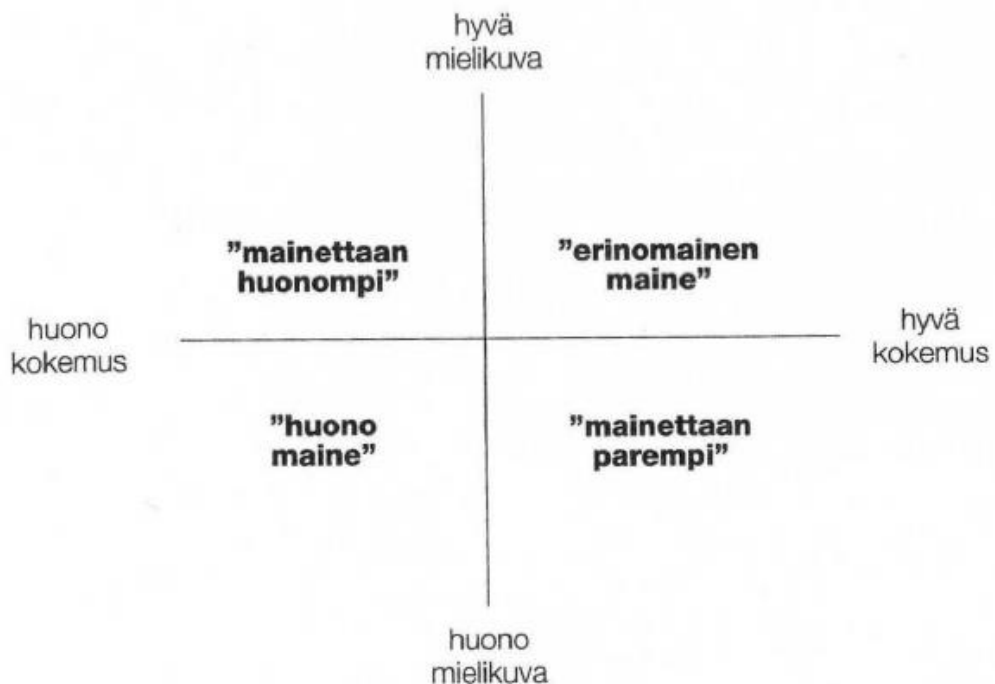 hyvä
mielikuva
”mainettaan
huonompi”
”erinomainen
maine”
huono
kokemus
hyvä
kokemus
”huono
maine”
”mainettaan
parempi”
huono
mielikuva